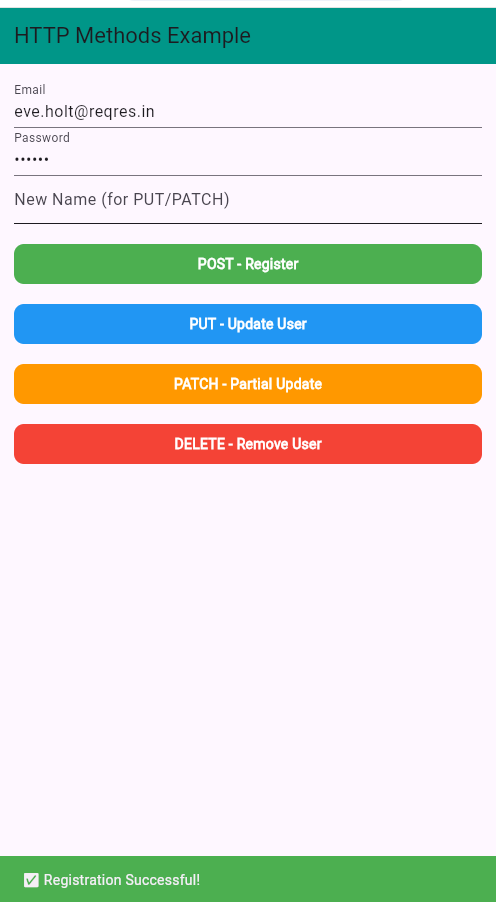 HTTP Methods Example
Email
eve.holt@reqres.in
Password
••••••
New Name (for PUT/PATCH)
POST - Register
PUT - Update User
PATCH - Partial Update
DELETE - Remove User
✅ Registration Successful!